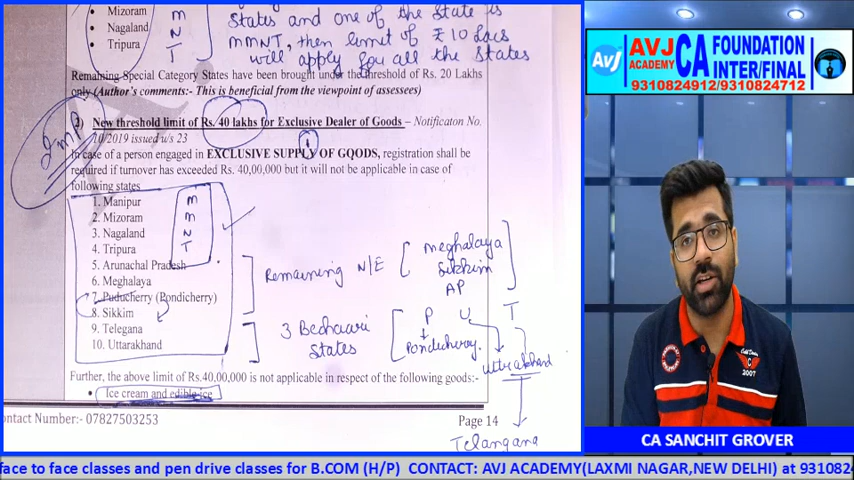 Mizoram M
Nagaland N
Tripura T
States and one of the State is
MMNT, then limit of ₹ 10 Lacs
will apply for all the States
Remaining Special Category States have been brought under the threshold of Rs. 20 Lakhs
only (Author's comments:- This is beneficial from the viewpoint of assessees)
Imp
New threshold limit of Rs. 40 lakhs for Exclusive Dealer of Goods – Notificaton No.
10/2019 issued u/s 23
In case of a person engaged in EXCLUSIVE SUPPLY OF GOODS, registration shall be
required if turnover has exceeded Rs. 40,00,000 but it will not be applicable in case of
following states
1. Manipur M
2. Mizoram M
3. Nagaland N
4. Tripura T
5. Arunachal Pradesh
6. Meghalaya
7. Puducherry (Pondicherry)
8. Sikkim
9. Telegana
10. Uttarakhand
Remaining N/E
Meghalaya
Sikkim
AP
3 Bechaari
States
P U T
Pondicherry
Uttrakhand
Telangana
Further, the above limit of Rs.40,00,000 is not applicable in respect of the following goods:-
Ice cream and edible ice
ontact Number:- 07827503253
Page 14
AVJ
AVJ
ACADEMY
CA
FOUNDATION
INTER/FINAL
9310824912/9310824712
CA SANCHIT GROVER
face to face classes and pen drive classes for B.COM (H/P) CONTACT: AVJ ACADEMY(LAXMI NAGAR,NEW DELHI) at 931082